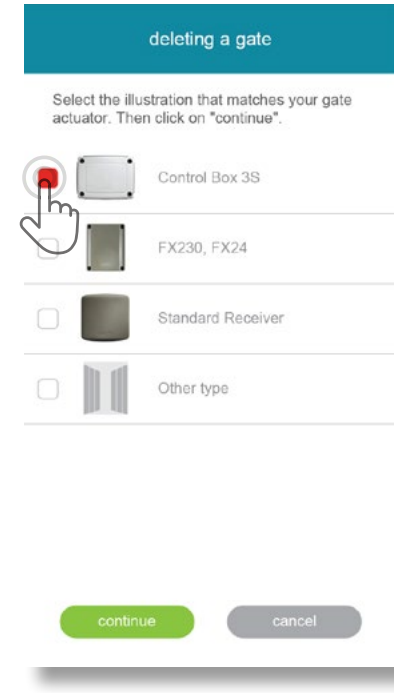 deleting a gate
Select the illustration that matches your gate
actuator. Then click on "continue".
Control Box 3S
FX230, FX24
Standard Receiver
Other type
continue
cancel